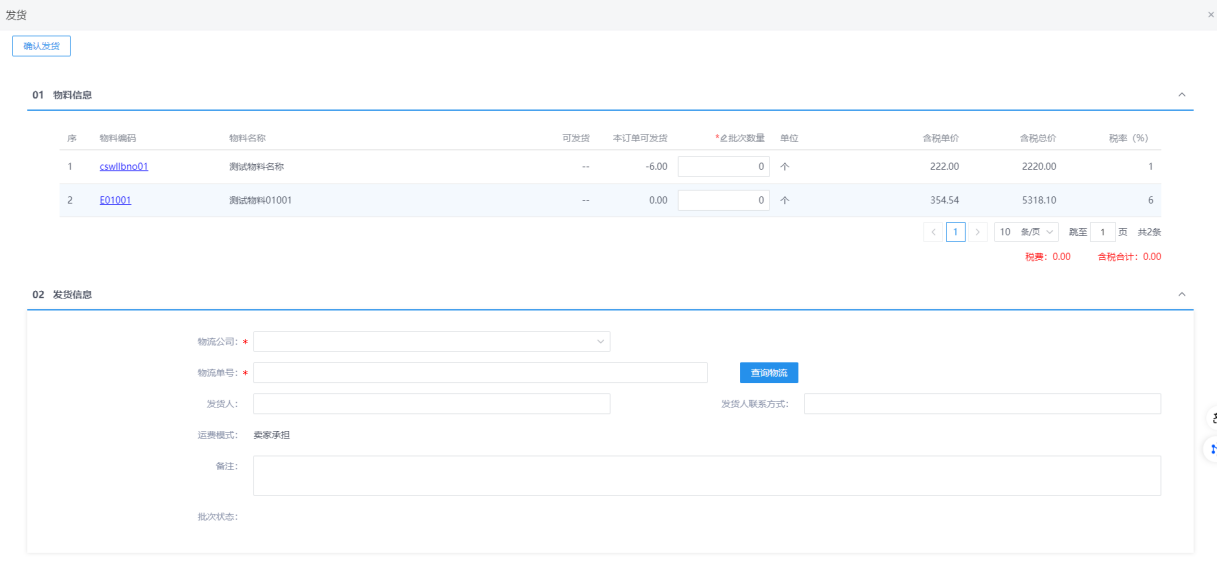 发货 ×
确认发货
01 物料信息
序 物料编码 物料名称 可发货 本订单可发货 *批次数量 单位 含税单价 含税总价 税率（%）
1 cswllbno01 测试物料名称 -- -6.00 0 个 222.00 2220.00 1
2 E01001 测试物料01001 -- 0.00 0 个 354.54 5318.10 6
< 1 > 10 条/页 跳至 1 页 共2条
税费：0.00 含税合计：0.00
02 发货信息
物流公司：*
物流单号：* 查询物流
发货人： 发货人联系方式：
运费模式： 卖家承担
备注：
批次状态：